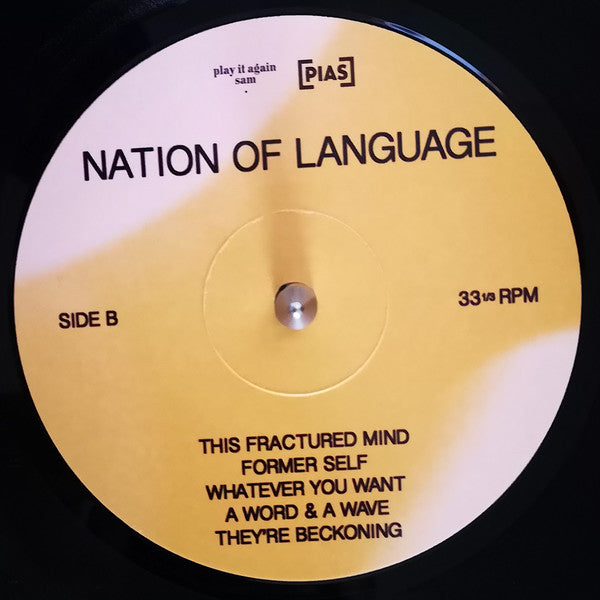 play it again
sam
[PIAS]
NATION OF LANGUAGE
SIDE B
33 1/3 RPM
THIS FRACTURED MIND
FORMER SELF
WHATEVER YOU WANT
A WORD & A WAVE
THEY'RE BECKONING